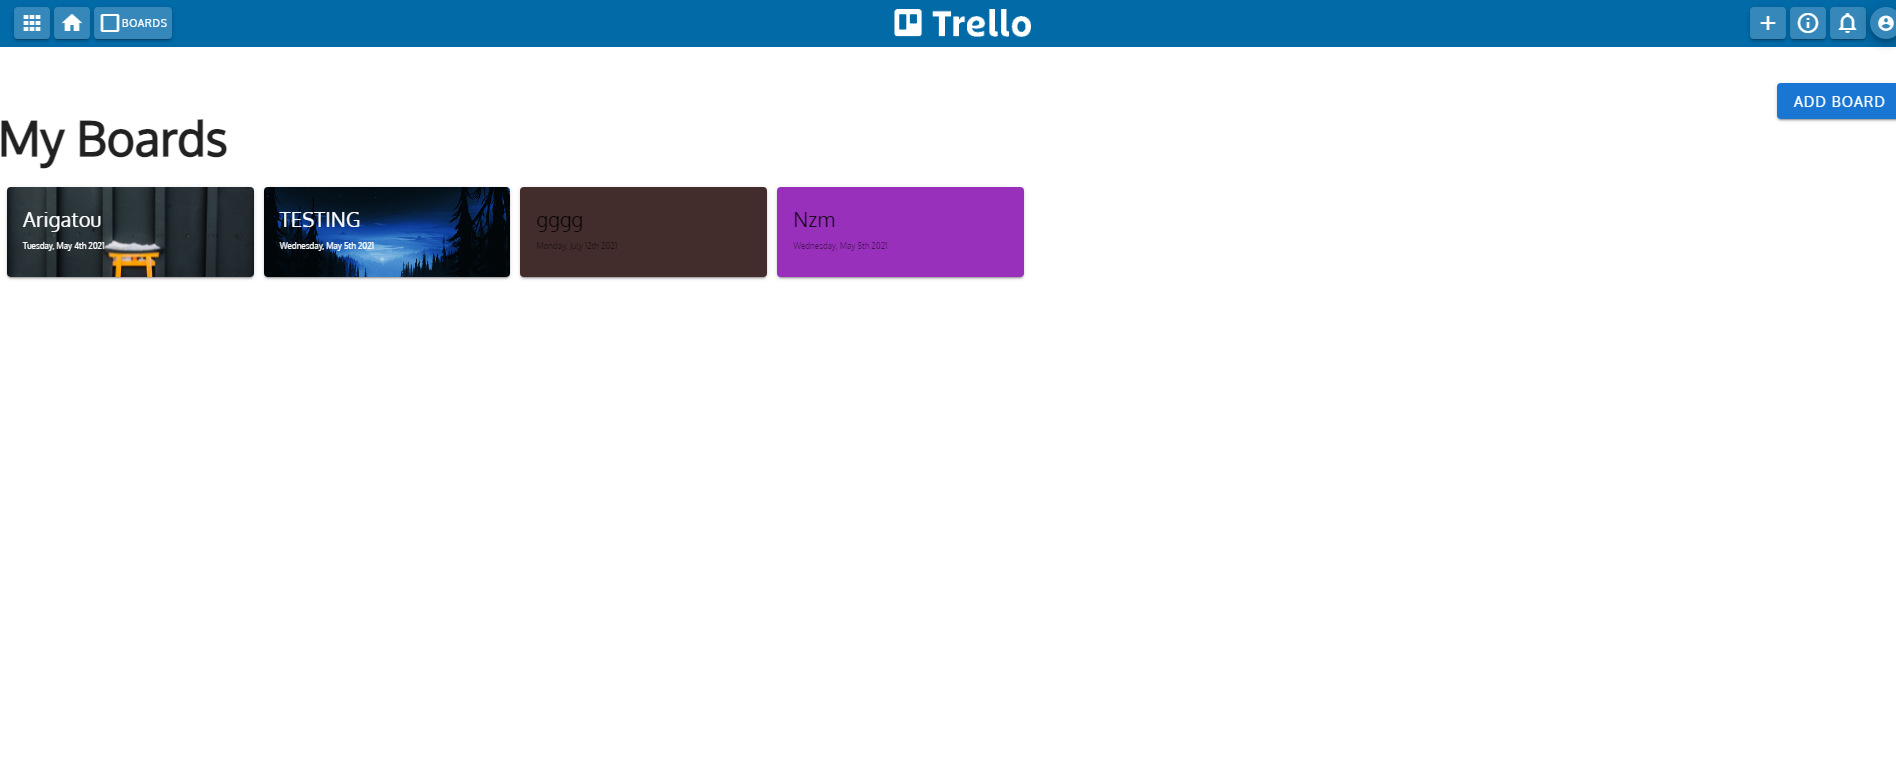 BOARDS
Trello
ADD BOARD
My Boards
Arigatou
Tuesday, May 4th 2021
TESTING
Wednesday, May 5th 2021
gggg
Monday, July 12th 2021
Nzm
Wednesday, May 5th 2021